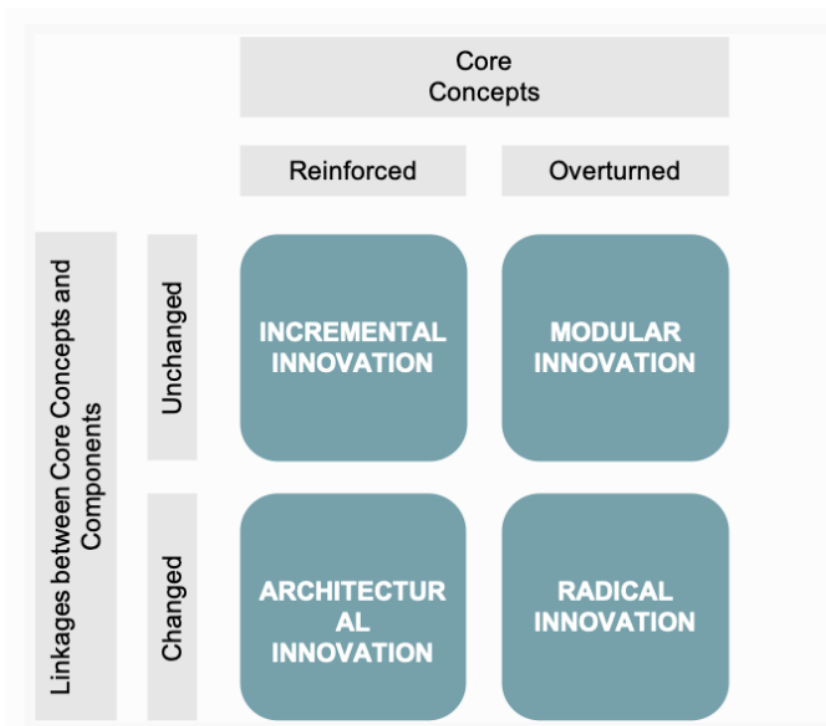 Core
Concepts
Reinforced
Overturned
Linkages between Core Concepts and
Components
Unchanged
INCREMENTAL
INNOVATION
MODULAR
INNOVATION
Changed
ARCHITECTUR
AL
INNOVATION
RADICAL
INNOVATION